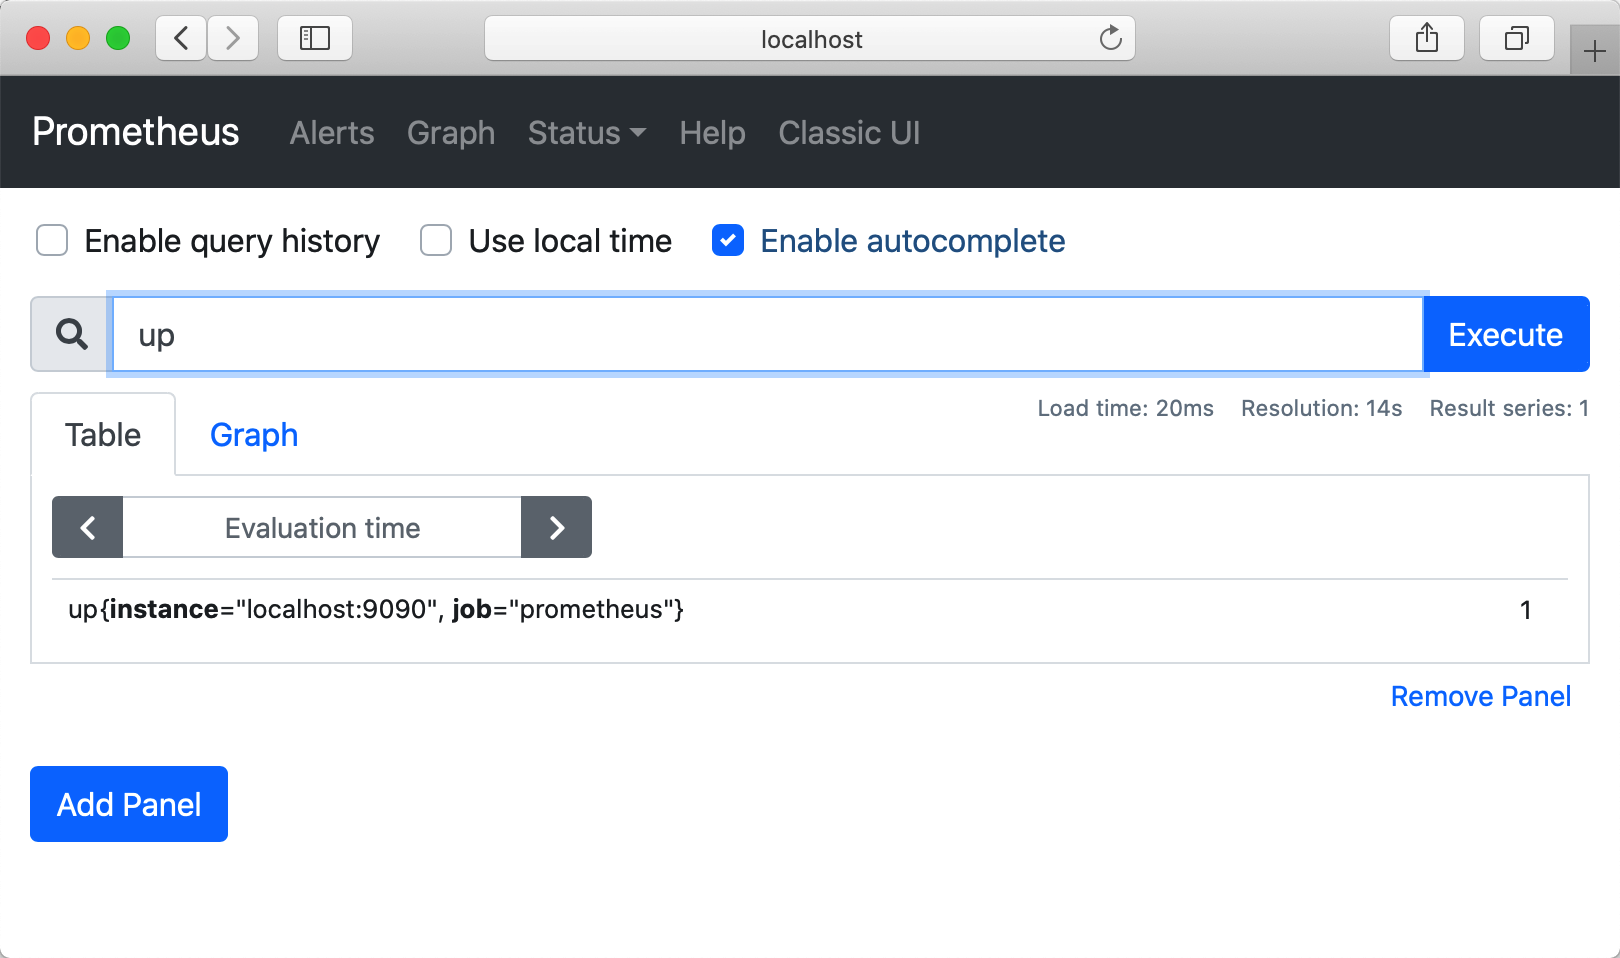 localhost
Prometheus Alerts Graph Status Help Classic UI
Enable query history Use local time Enable autocomplete
up Execute
Load time: 20ms Resolution: 14s Result series: 1
Table Graph
Evaluation time
up{instance="localhost:9090", job="prometheus"} 1
Remove Panel
Add Panel